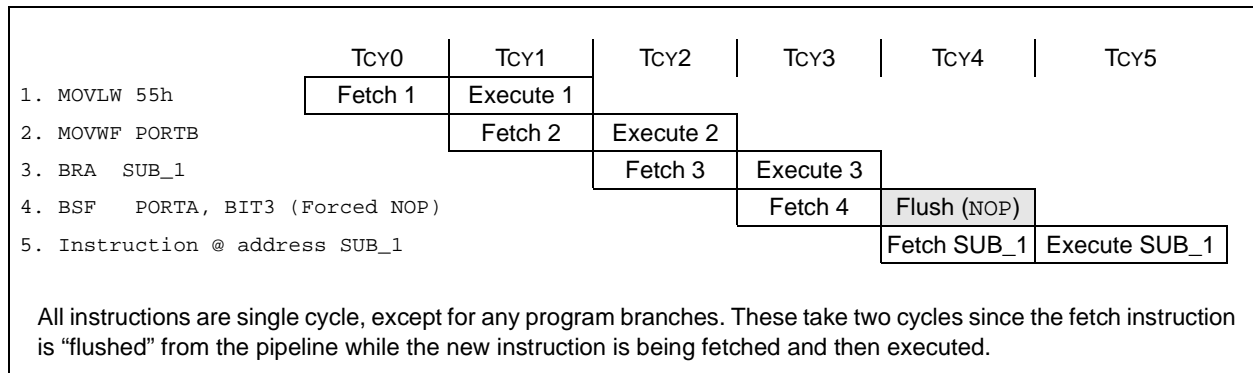 TCY0 TCY1 TCY2 TCY3 TCY4 TCY5
1. MOVLW 55h Fetch 1 Execute 1
2. MOVWF PORTB Fetch 2 Execute 2
3. BRA SUB_1 Fetch 3 Execute 3
4. BSF PORTA, BIT3 (Forced NOP) Fetch 4 Flush (NOP)
5. Instruction @ address SUB_1 Fetch SUB_1 Execute SUB_1
All instructions are single cycle, except for any program branches. These take two cycles since the fetch instruction
is “flushed” from the pipeline while the new instruction is being fetched and then executed.